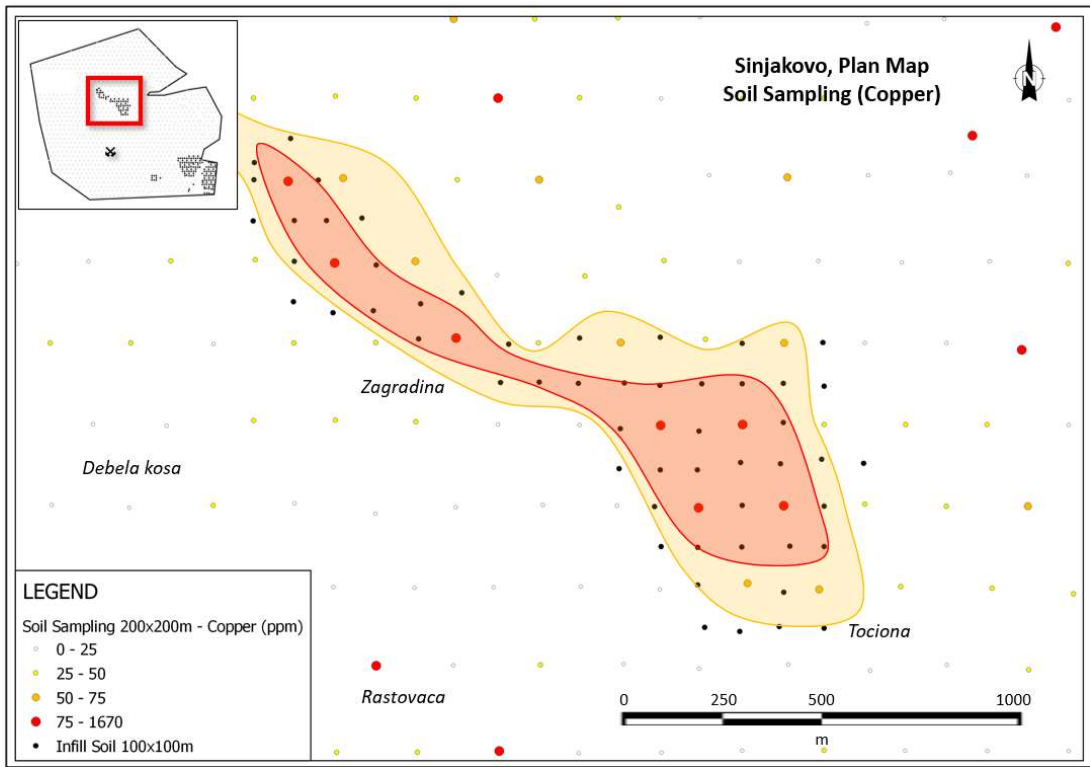 Sinjakovo, Plan Map
Soil Sampling (Copper)
N
Zagradina
Debela kosa
Tociona
Rastovaca
LEGEND
Soil Sampling 200x200m - Copper (ppm)
0 - 25
25 - 50
50 - 75
75 - 1670
Infill Soil 100x100m
0 250 500 1000
m